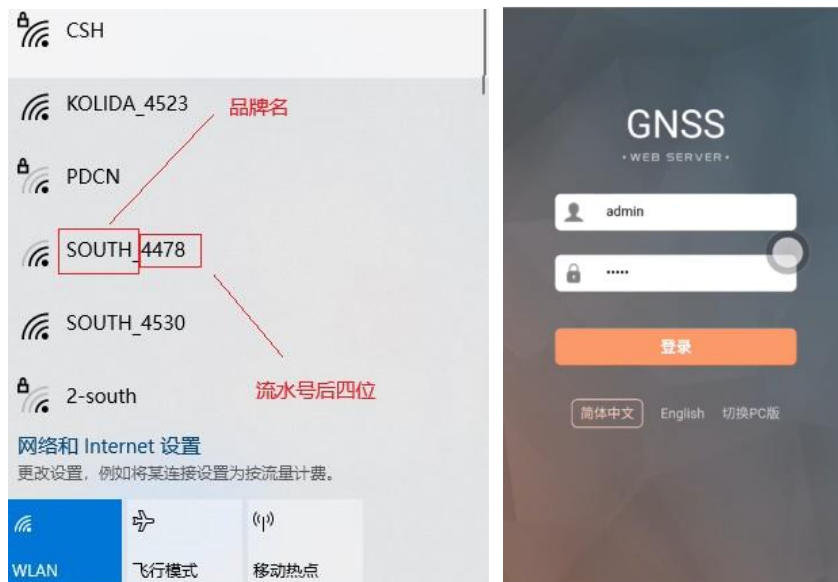 CSH
KOLIDA_4523
品牌名
PDCN
SOUTH_4478
SOUTH_4530
流水号后四位
2-south
网络和 Internet 设置
更改设置，例如将某连接设置为按流量计费。
WLAN
飞行模式
移动热点
GNSS
·WEB SERVER·
admin
•••••
登录
简体中文 English 切换PC版